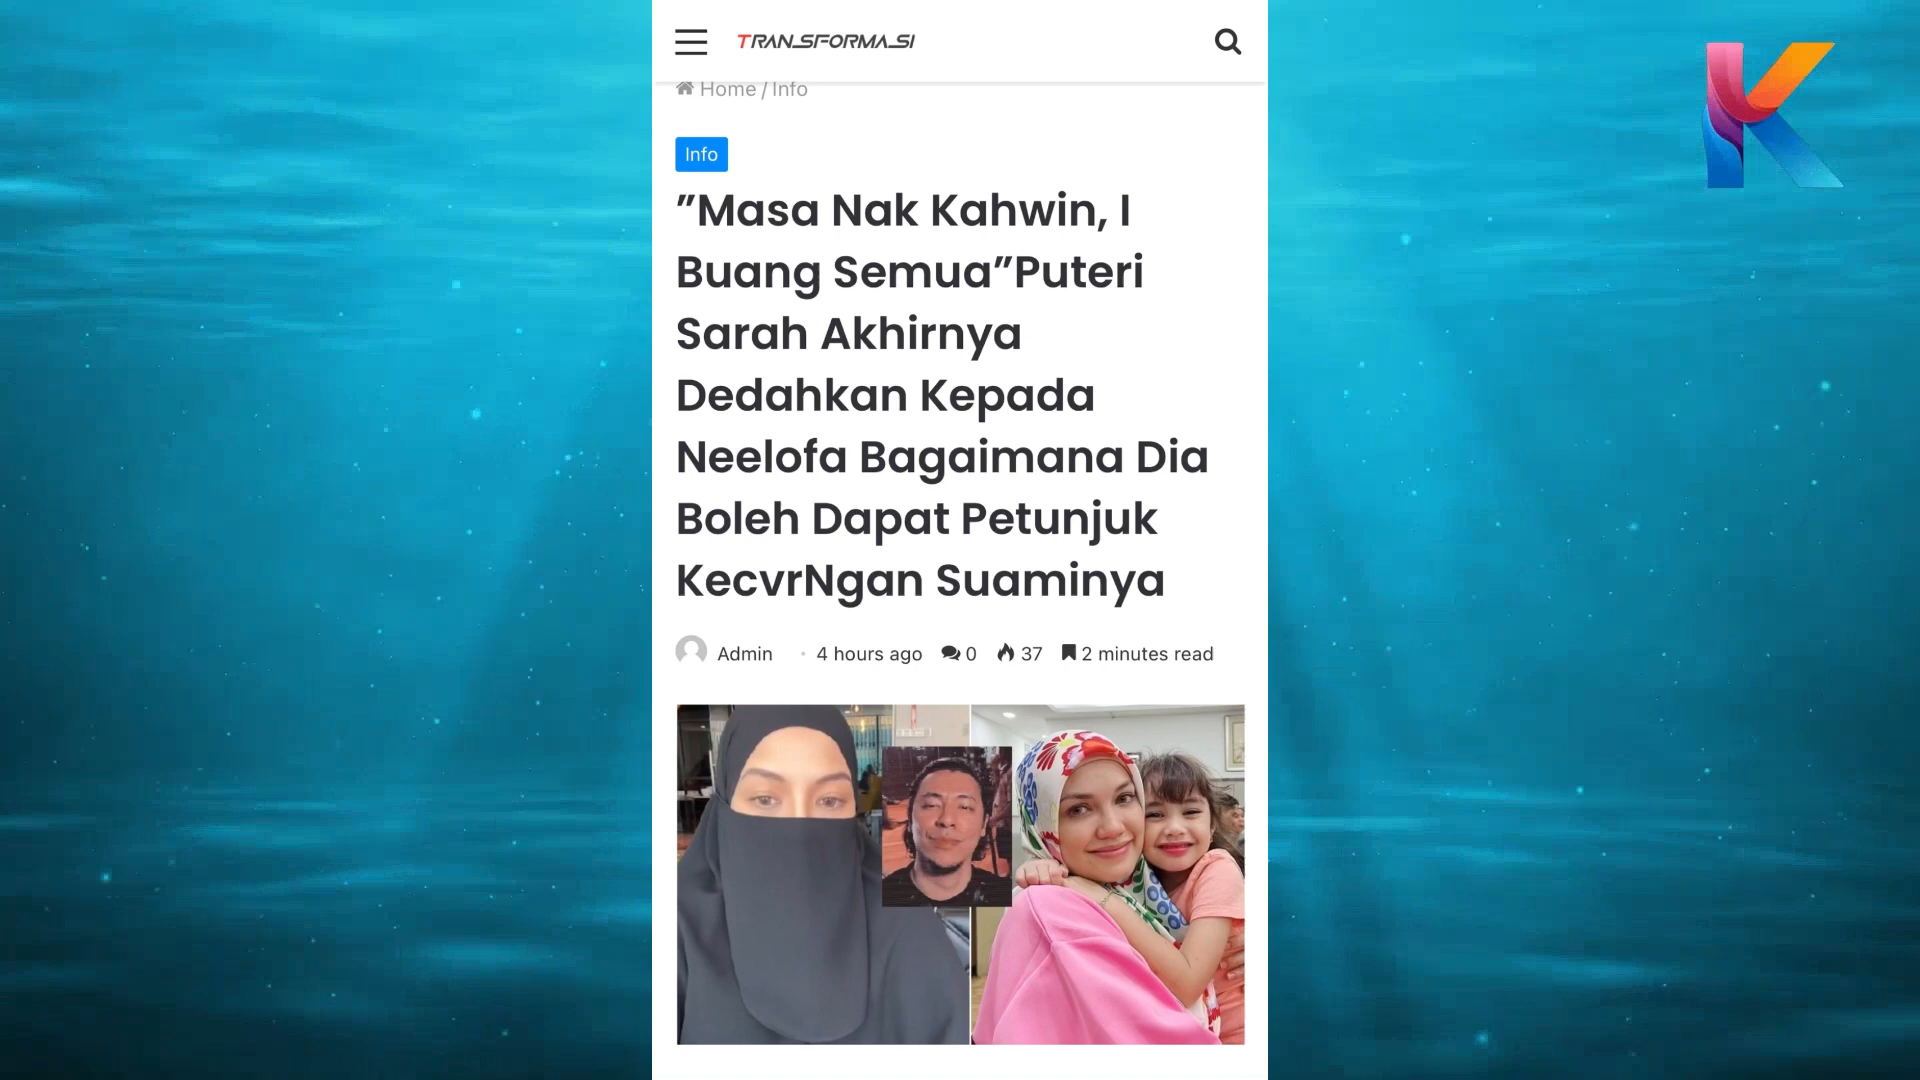 TRANSFORMASI
Home / Info
Info
”Masa Nak Kahwin, I
Buang Semua”Puteri
Sarah Akhirnya
Dedahkan Kepada
Neelofa Bagaimana Dia
Boleh Dapat Petunjuk
KecvrNgan Suaminya
Admin • 4 hours ago 0 37 2 minutes read
K